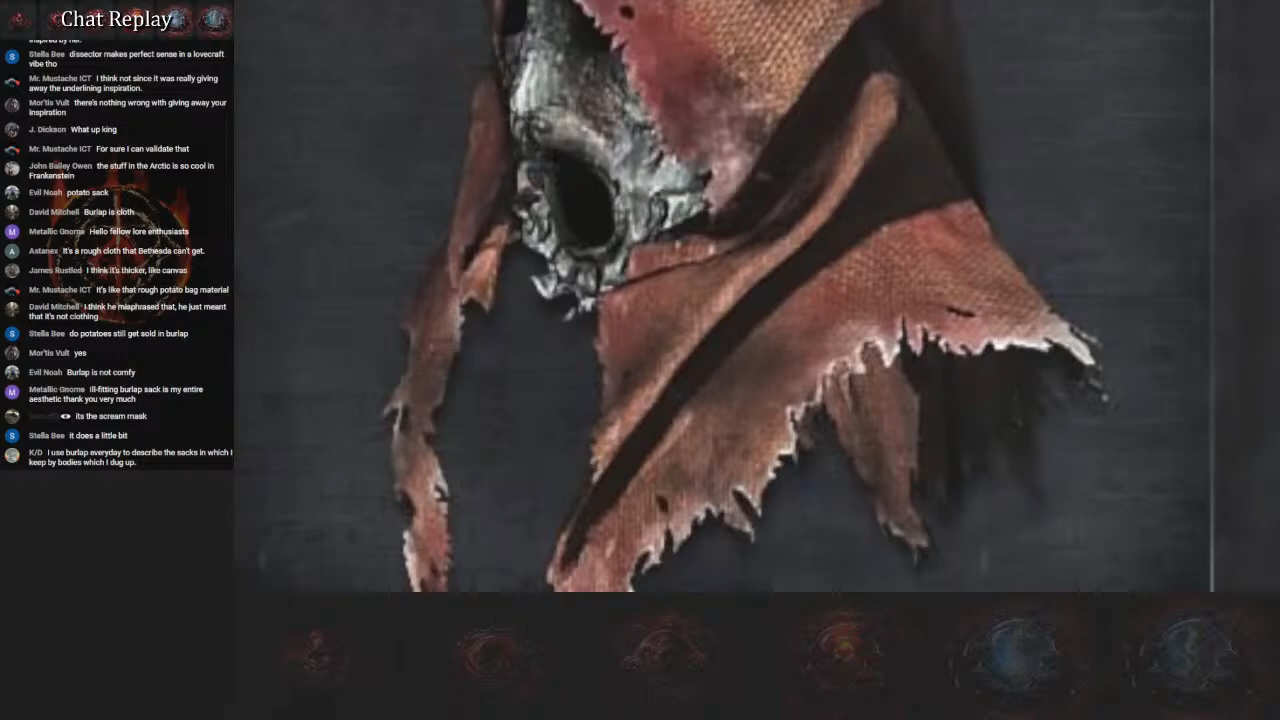 Chat Replay
inspired by her.
Stella Bee dissector makes perfect sense in a lovecraft
vibe tho
Mr. Mustache ICT I think not since it was really giving
away the underlining inspiration.
Mor'tis Vult there's nothing wrong with giving away your
inspiration
J. Dickson What up king
Mr. Mustache ICT For sure I can validate that
John Bailey Owen the stuff in the Arctic is so cool in
Frankenstein
Evil Noah potato sack
David Mitchell Burlap is cloth
Metallic Gnome Hello fellow lore enthusiasts
Astanex It's a rough cloth that Bethesda can't get.
James Rustled I think it's thicker, like canvas
Mr. Mustache ICT It's like that rough potato bag material
David Mitchell I think he misphrased that, he just meant
that it's not clothing
Stella Bee do potatoes still get sold in burlap
Mor'tis Vult yes
Evil Noah Burlap is not comfy
Metallic Gnome ill-fitting burlap sack is my entire
aesthetic thank you very much
its the scream mask
Stella Bee it does a little bit
K/D I use burlap everyday to describe the sacks in which I
keep by bodies which I dug up.